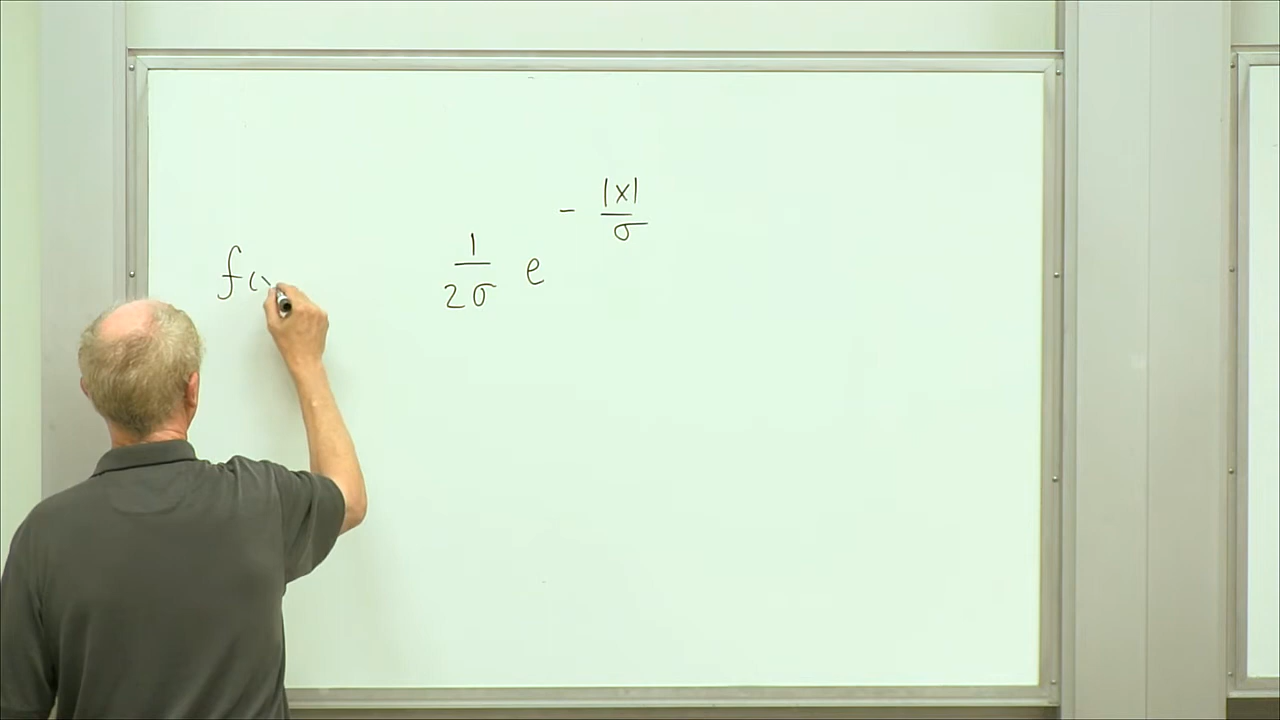 f(x 1/2σ e^{- |x|/σ}